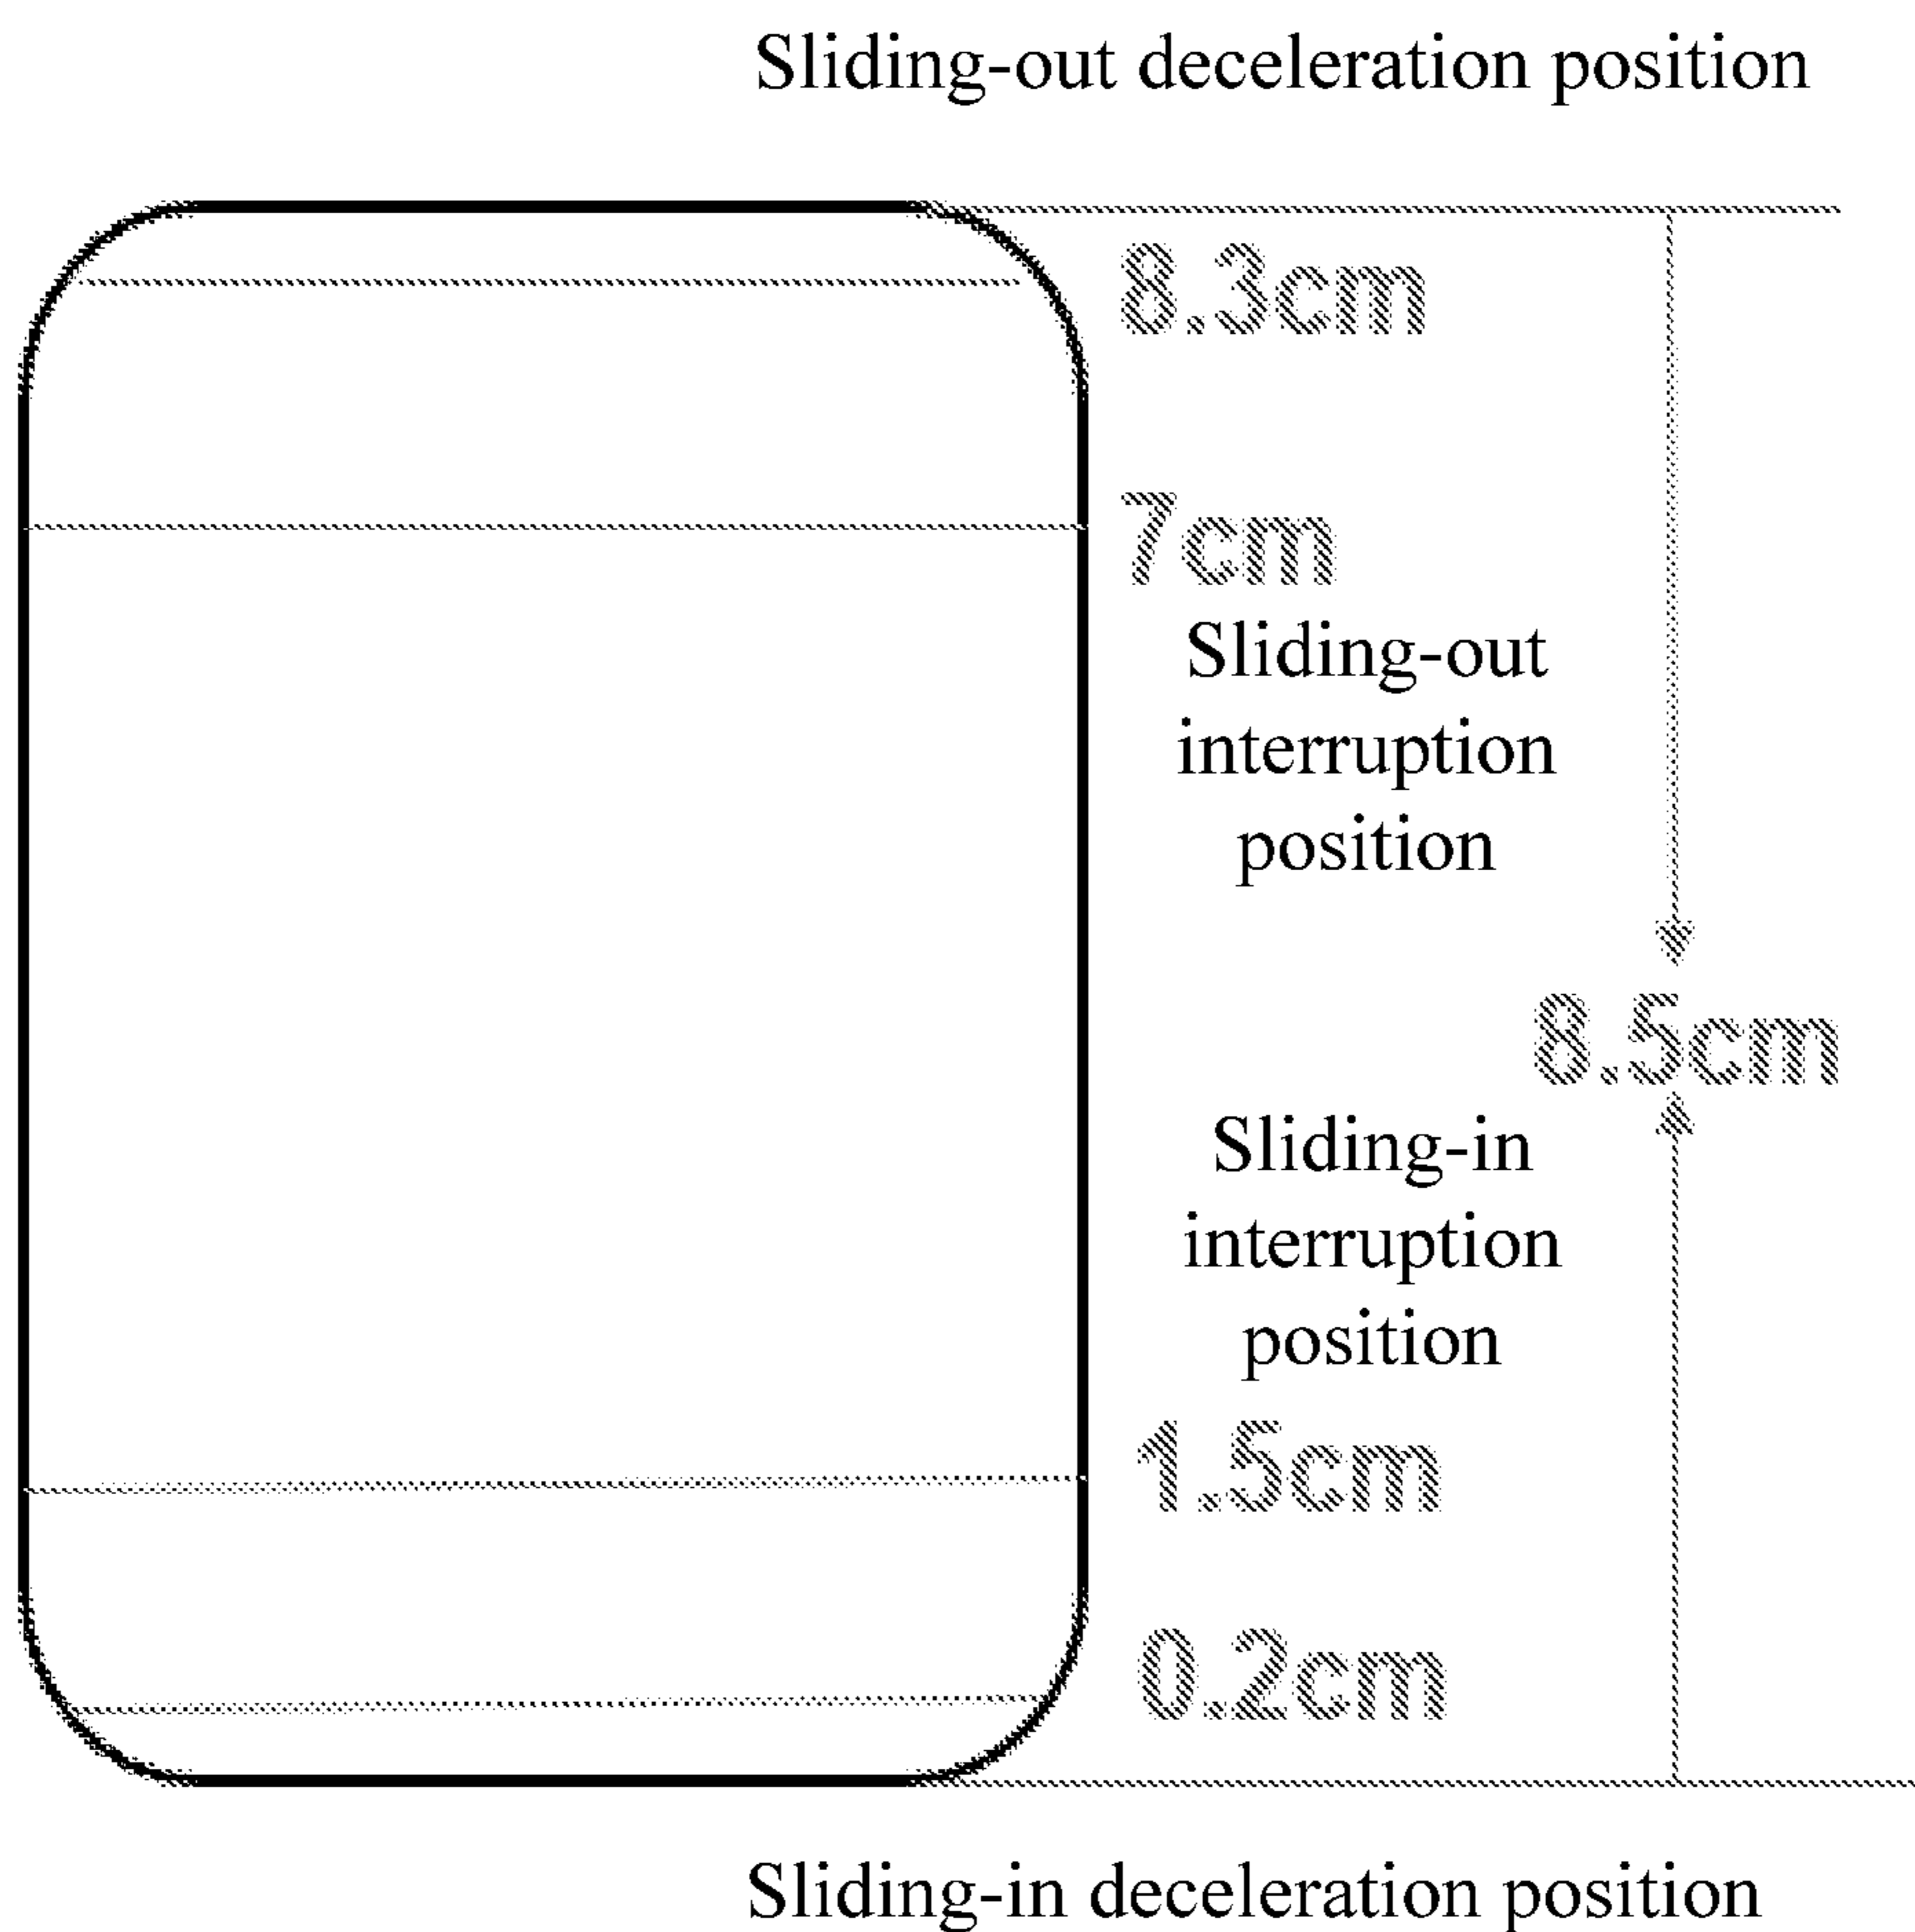 Sliding-out deceleration position
8.3cm
7cm
Sliding-out
interruption
position
8.5cm
Sliding-in
interruption
position
1.5cm
0.2cm
Sliding-in deceleration position